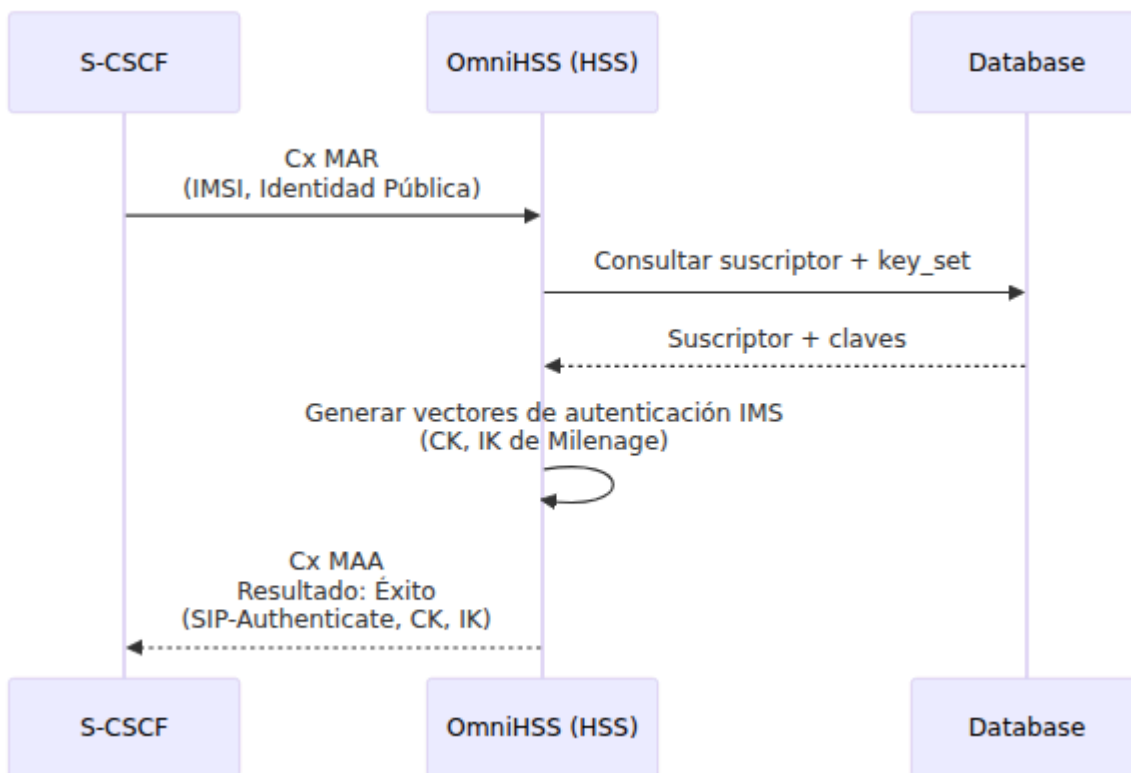 S-CSCF
OmniHSS (HSS)
Database
Cx MAR
(IMSI, Identidad Pública)
Consultar suscriptor + key_set
Suscriptor + claves
Generar vectores de autenticación IMS
(CK, IK de Milenage)
Cx MAA
Resultado: Éxito
(SIP-Authenticate, CK, IK)
S-CSCF
OmniHSS (HSS)
Database